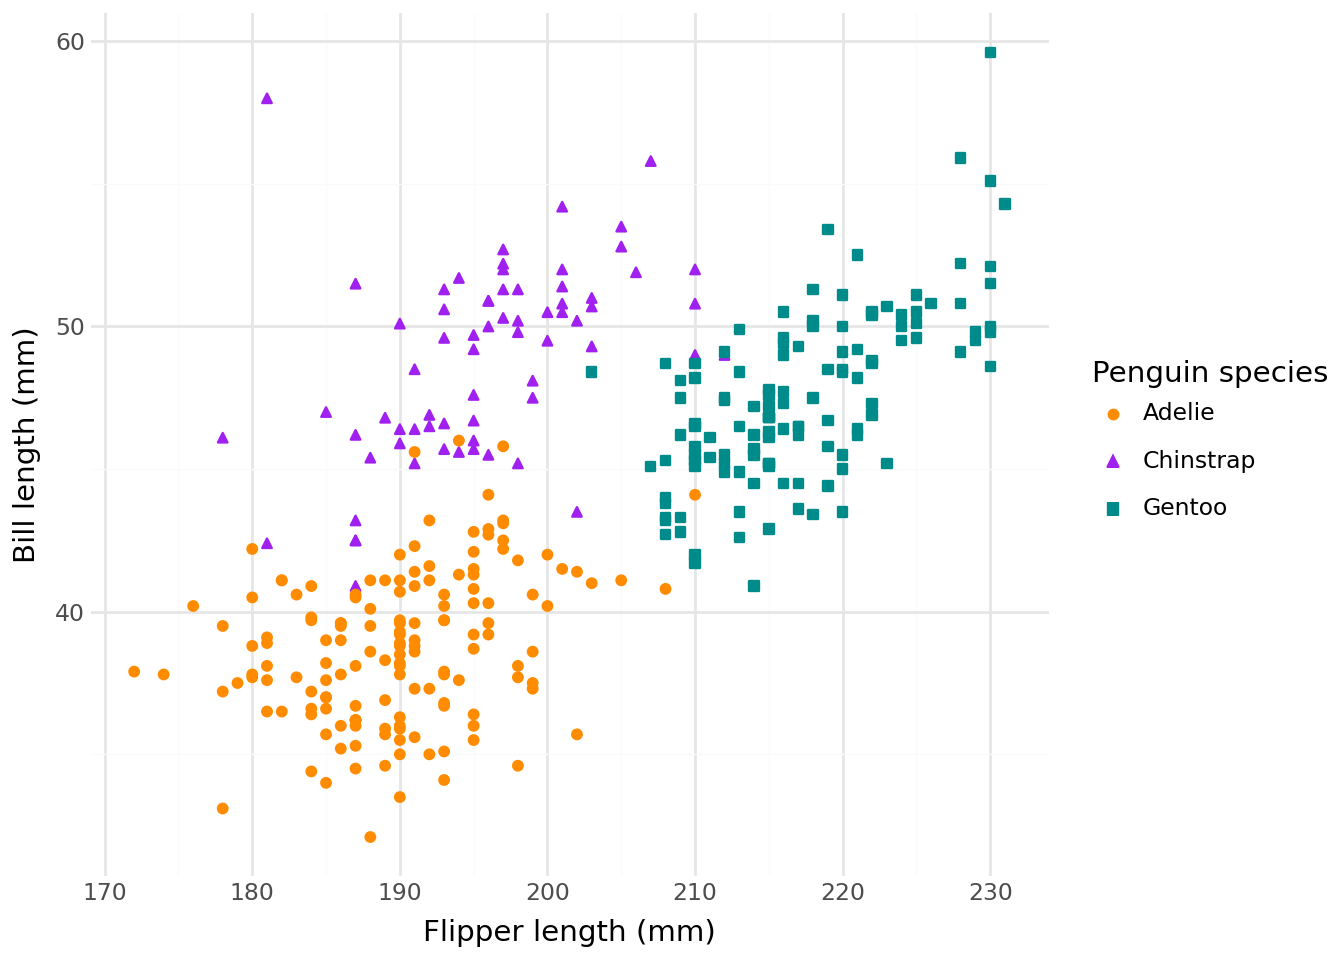 60
50
40
170 180 190 200 210 220 230
Flipper length (mm)
Bill length (mm)
Penguin species
Adelie
Chinstrap
Gentoo